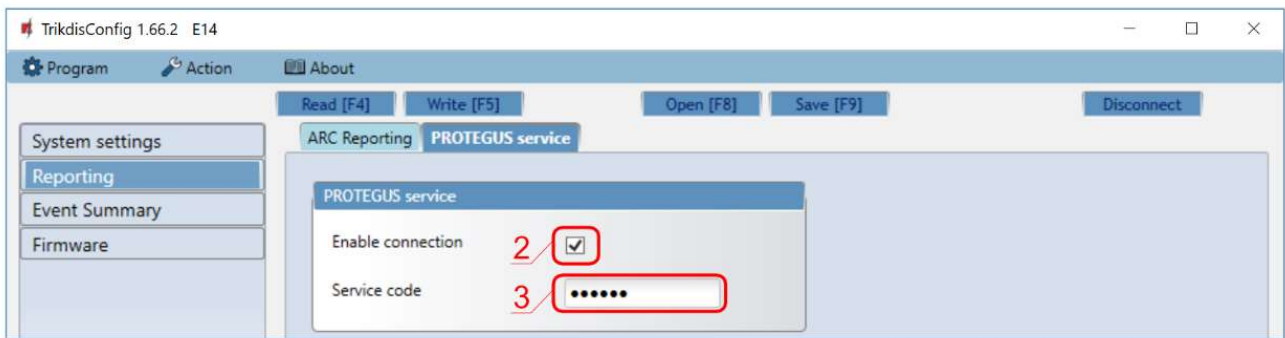 TrikdisConfig 1.66.2 E14
Program Action About
Read [F4] Write [F5] Open [F8] Save [F9] Disconnect
System settings
Reporting
Event Summary
Firmware
ARC Reporting PROTEGUS service
PROTEGUS service
Enable connection 2
Service code 3 ••••••